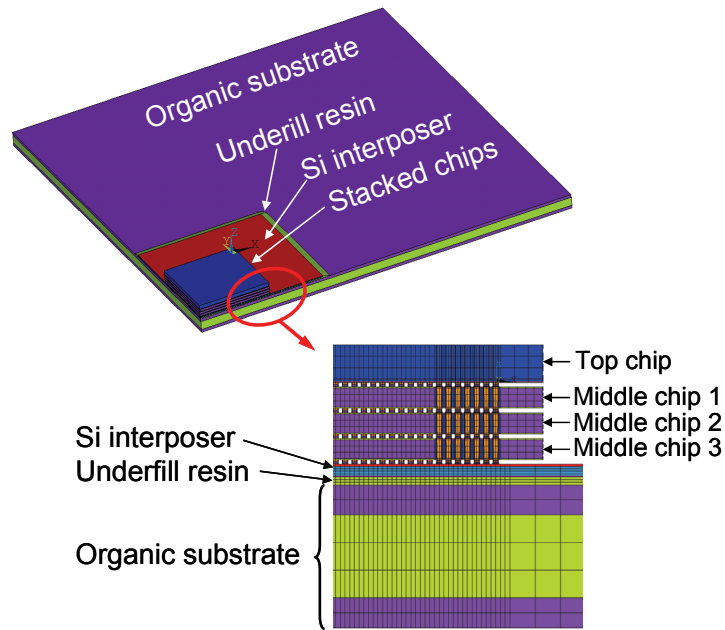 Organic substrate
Underill resin
Si interposer
Stacked chips
Z
Y
X
Top chip
Middle chip 1
Middle chip 2
Middle chip 3
Si interposer
Underfill resin
Organic substrate